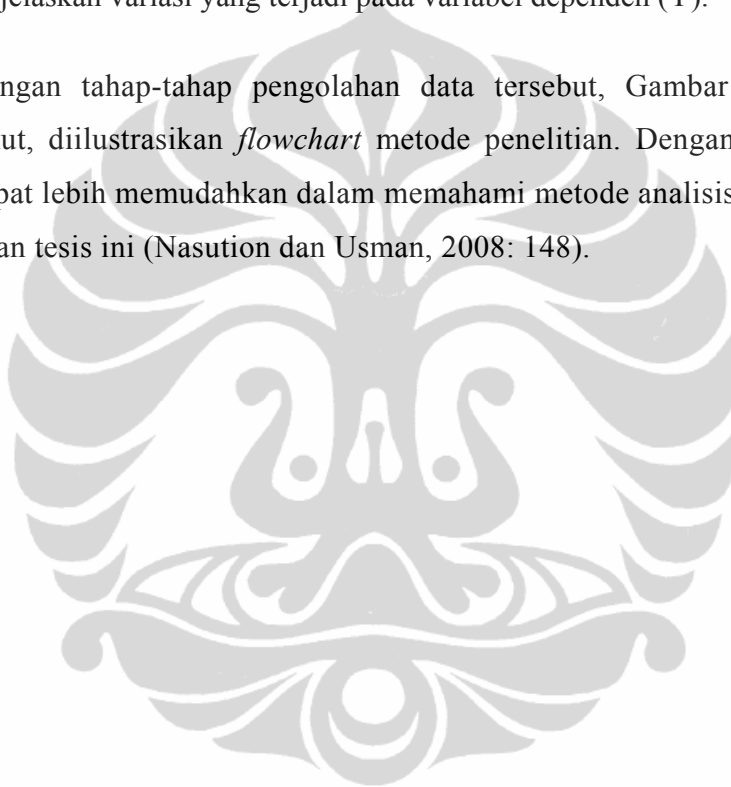 jelaskan variasi yang terjadi pada variabel dependen (Y).
ngan tahap-tahap pengolahan data tersebut, Gambar
ut, diilustrasikan flowchart metode penelitian. Dengan
pat lebih memudahkan dalam memahami metode analisis
an tesis ini (Nasution dan Usman, 2008: 148).